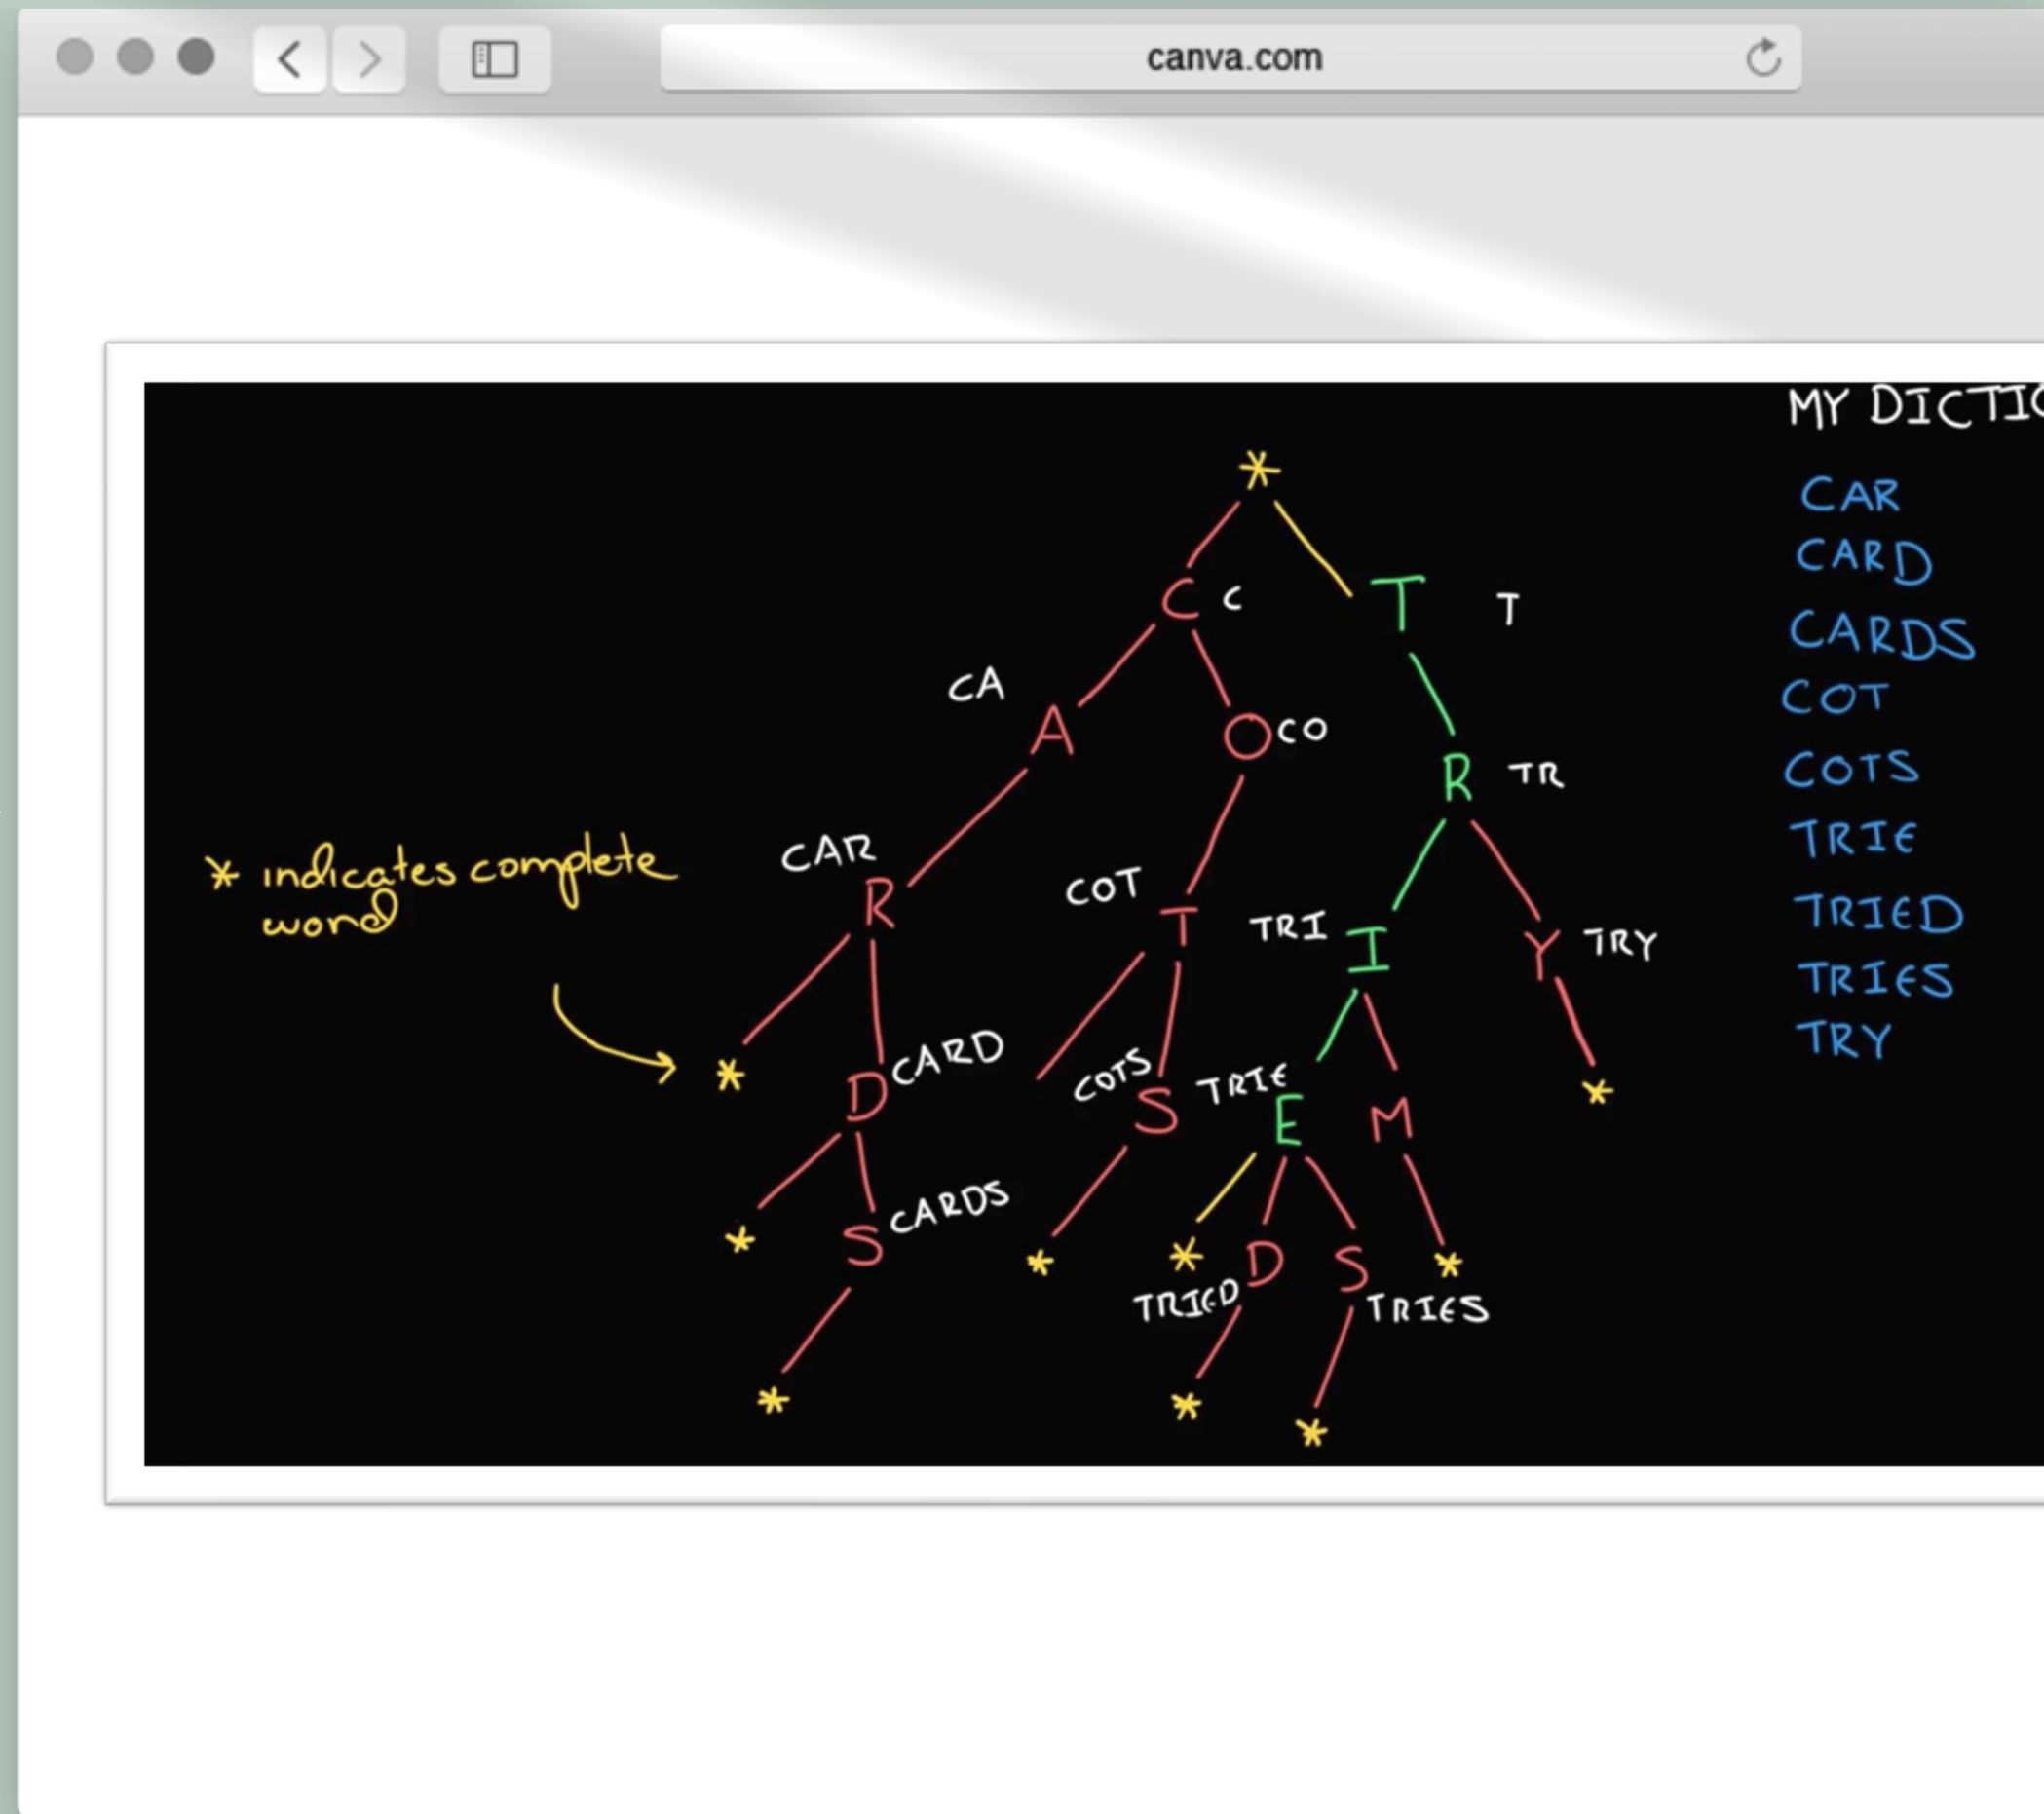 canva.com
MY DICTIO
*
C C
T T
CA
A
O CO
R TR
CAR
R
COT
T
TRI I
Y TRY
* indicates complete
word
*
D CARD
COTS
S
TRIE
E
M
*
*
S CARDS
*
*
D
S
*
TRIED
TRIES
*
*
*
CAR
CARD
CARDS
COT
COTS
TRIE
TRIED
TRIES
TRY